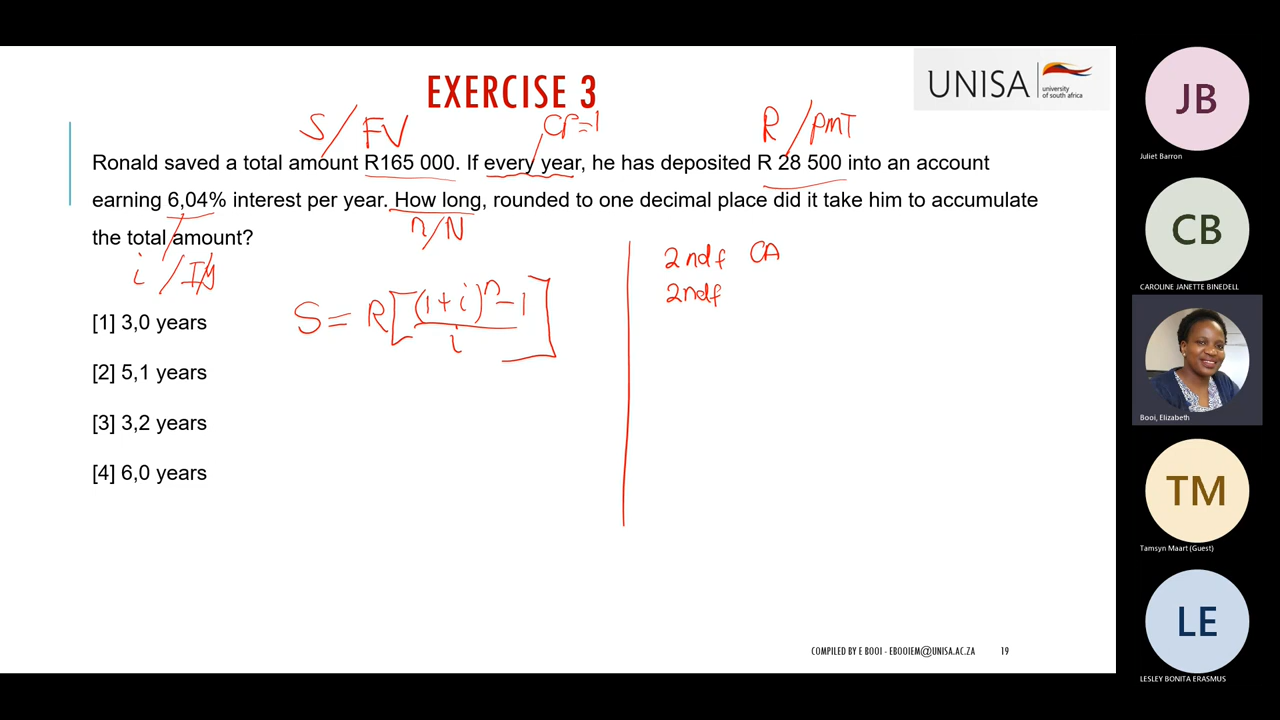 EXERCISE 3
UNISA
university
of south africa
S / FV
CP=1
R / PMT
Ronald saved a total amount R165 000. If every year, he has deposited R 28 500 into an account
earning 6,04% interest per year. How long, rounded to one decimal place did it take him to accumulate
the total amount?
n/N
i / I/Y
S = R[(1+i)^n - 1 / i]
2ndf CA
2ndf
[1] 3,0 years
[2] 5,1 years
[3] 3,2 years
[4] 6,0 years
COMPILED BY E BOOI - EBOOIEM@UNISA.AC.ZA 19
JB
Juliet Barron
CB
CAROLINE JANETTE BINEDELL
Booi, Elizabeth
TM
Tamsyn Maart (Guest)
LE
LESLEY BONITA ERASMUS